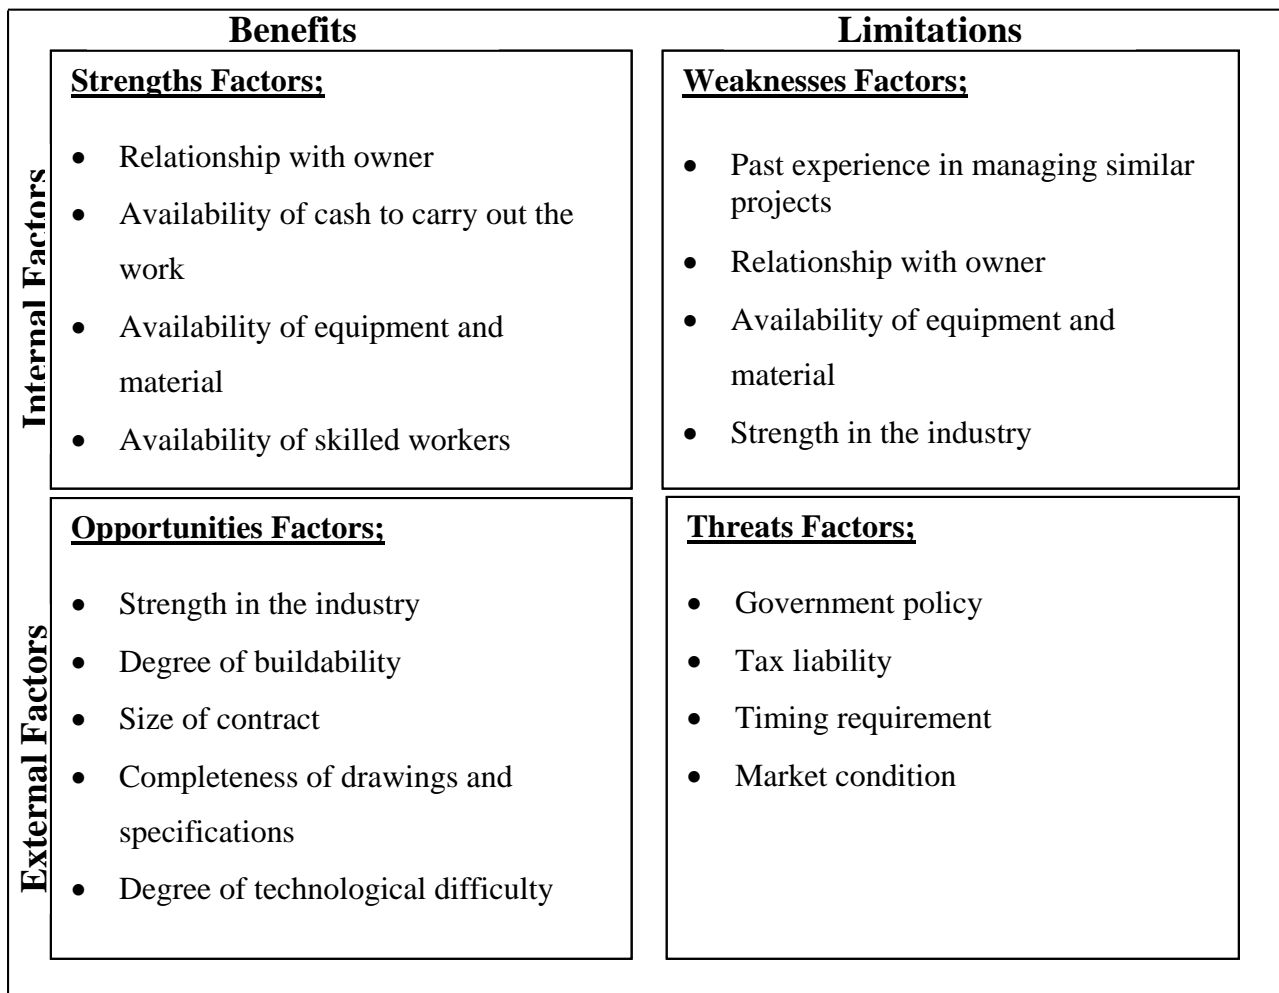 Benefits
Limitations
Internal Factors
Strengths Factors;
• Relationship with owner
• Availability of cash to carry out the
work
• Availability of equipment and
material
• Availability of skilled workers
Weaknesses Factors;
• Past experience in managing similar
projects
• Relationship with owner
• Availability of equipment and
material
• Strength in the industry
External Factors
Opportunities Factors;
• Strength in the industry
• Degree of buildability
• Size of contract
• Completeness of drawings and
specifications
• Degree of technological difficulty
Threats Factors;
• Government policy
• Tax liability
• Timing requirement
• Market condition